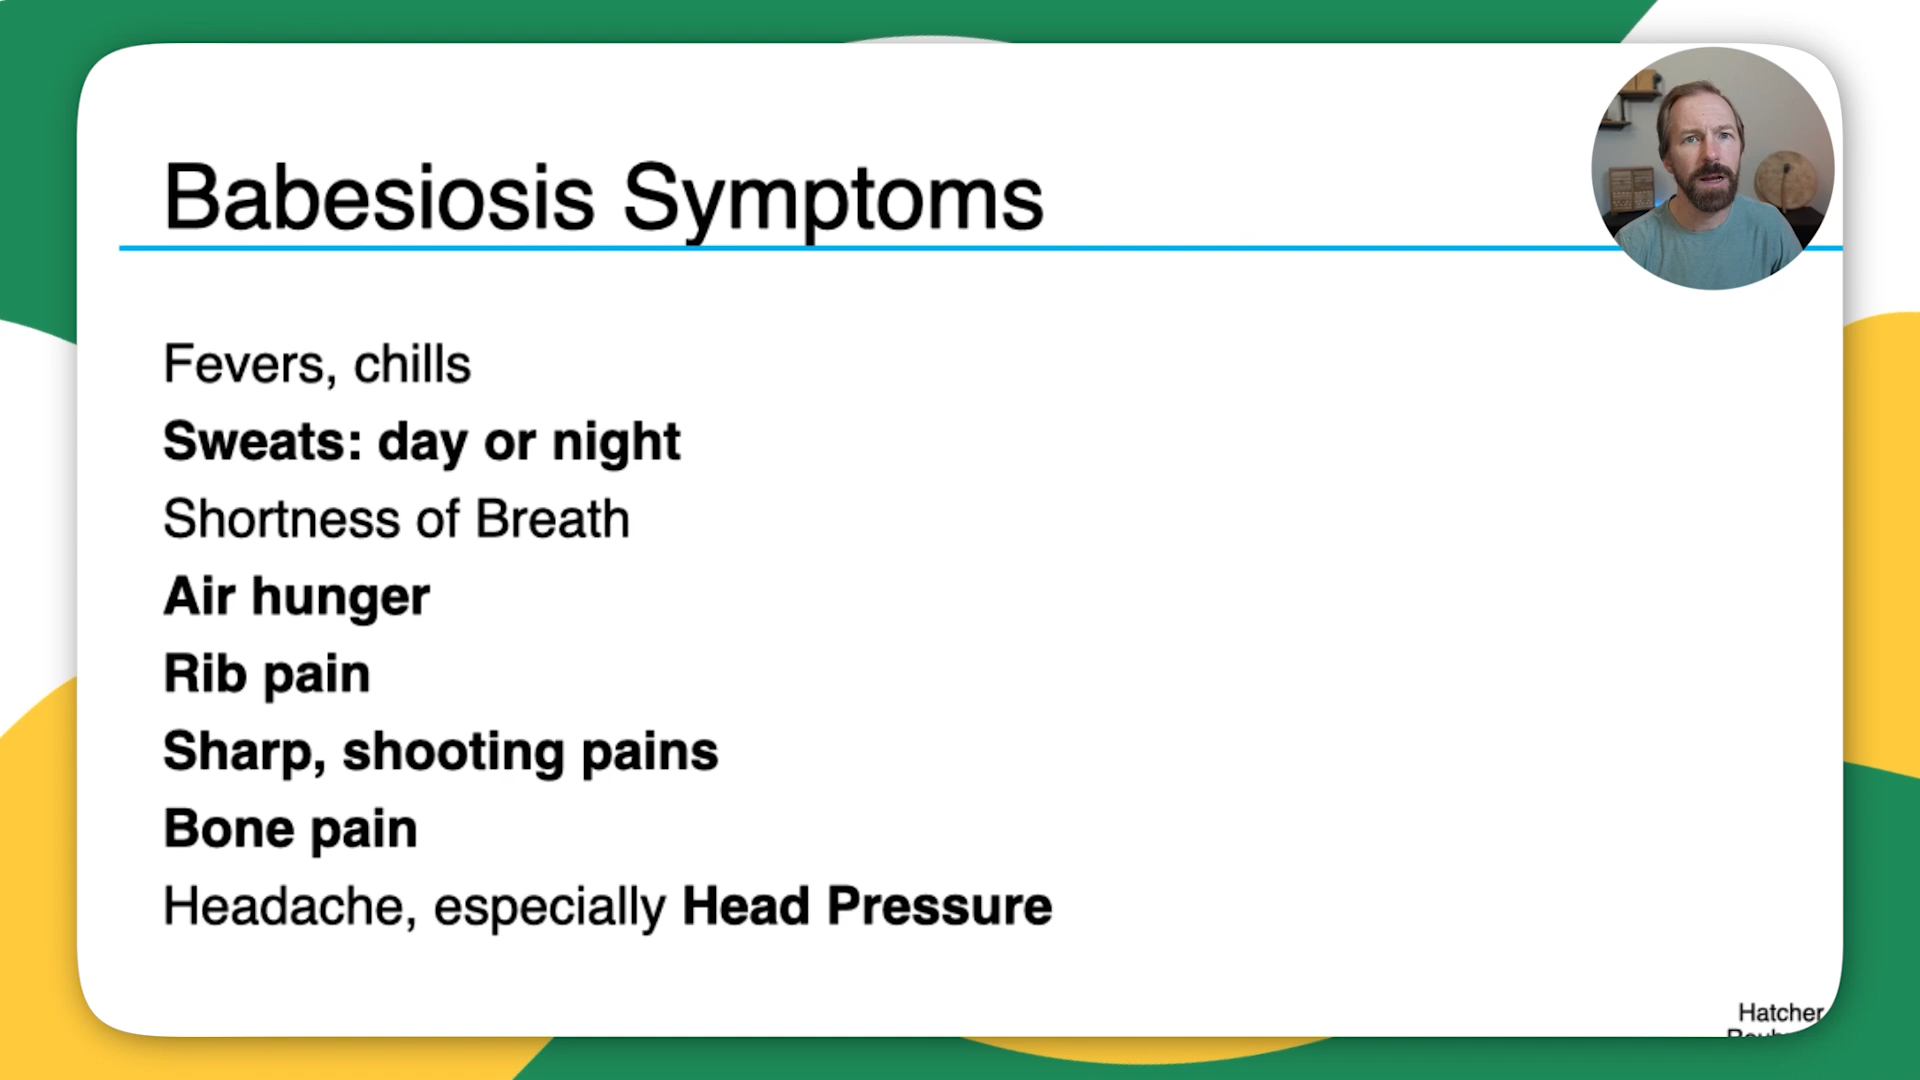 Babesiosis Symptoms
Fevers, chills
Sweats: day or night
Shortness of Breath
Air hunger
Rib pain
Sharp, shooting pains
Bone pain
Headache, especially Head Pressure
Hatcher